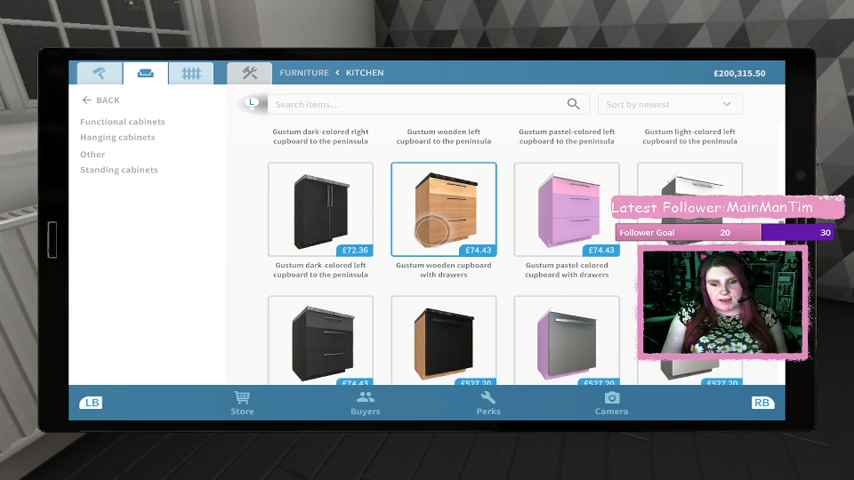 FURNITURE < KITCHEN
£200,315.50
BACK
L
Search items...
Sort by newest
Functional cabinets
Hanging cabinets
Other
Standing cabinets
Gustum dark-colored right cupboard to the peninsula
Gustum wooden left cupboard to the peninsula
Gustum pastel-colored left cupboard to the peninsula
Gustum light-colored left cupboard to the peninsula
£72.36
£74.43
£74.43
Gustum dark-colored left cupboard to the peninsula
Gustum wooden cupboard with drawers
Gustum pastel-colored cupboard with drawers
Latest Follower:MainManTim
Follower Goal 20 30
£74.43
£527.20
£527.20
LB
Store
Buyers
Perks
Camera
RB